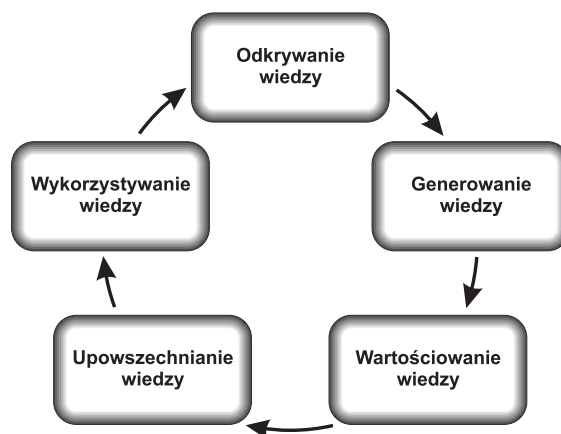 Odkrywanie
wiedzy
Wykorzystywanie
wiedzy
Generowanie
wiedzy
Upowszechnianie
wiedzy
Wartościowanie
wiedzy